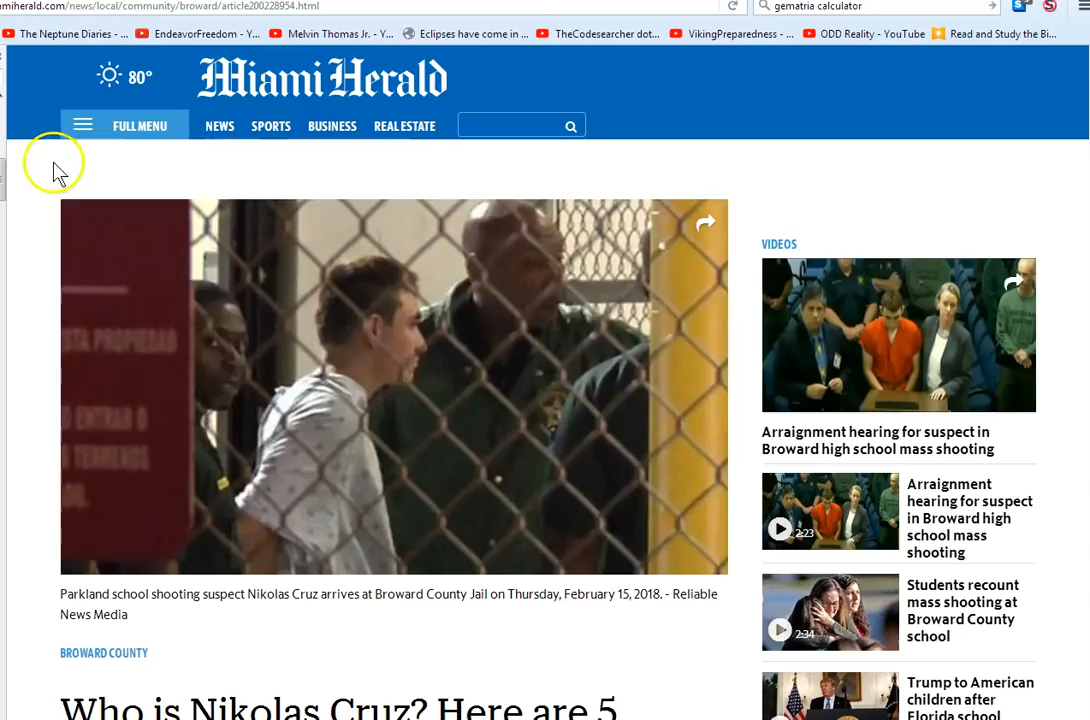 miherald.com/news/local/community/broward/article200228954.html
gematria calculator
The Neptune Diaries - ...
EndeavorFreedom - Y...
Melvin Thomas Jr. - Y...
Eclipses have come in ...
TheCodesearcher dot...
VikingPreparedness - ...
ODD Reality - YouTube
Read and Study the Bi...
80°
Miami Herald
FULL MENU
NEWS
SPORTS
BUSINESS
REAL ESTATE
STA PROPIEDAD
ENTRAR O
TERMENOS
VIDEOS
Arraignment hearing for suspect in
Broward high school mass shooting
Arraignment
hearing for suspect
in Broward high
school mass
shooting
2:23
Students recount
mass shooting at
Broward County
school
2:34
Trump to American
children after
Florida school
Parkland school shooting suspect Nikolas Cruz arrives at Broward County Jail on Thursday, February 15, 2018. - Reliable
News Media
BROWARD COUNTY
Who is Nikolas Cruz? Here are 5